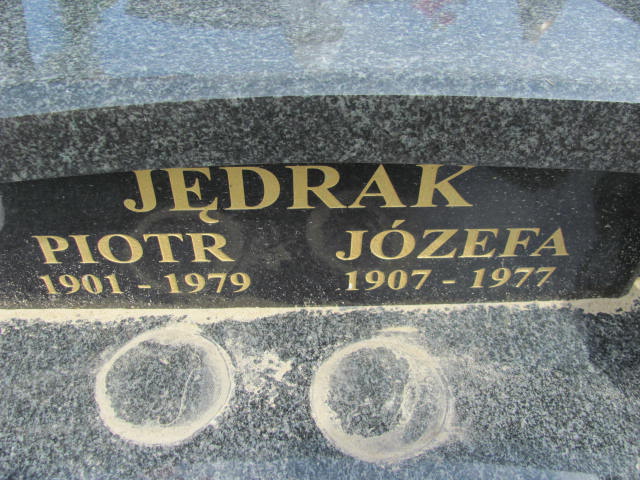 JĘDRAK
PIOTR JÓZEFA
1901 - 1979 1907 - 1977